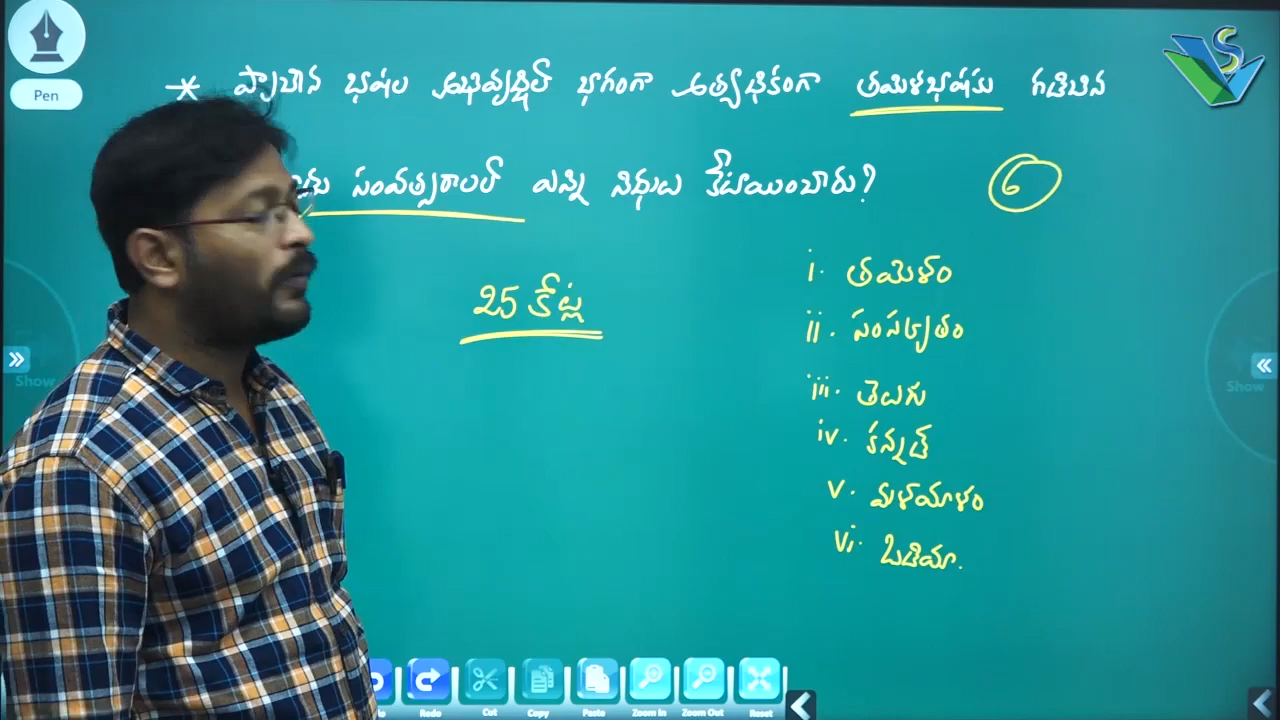 Pen
* ప్రాచీన భాషల అభివృద్ధిలో భాగంగా అత్యధికంగా తమిళభాషకు గడిచిన
సంవత్సరాలలో ఎన్ని నిధులు కేటాయించారు?
6
25 కోట్ల
i. తమిళం
ii. సంస్కృతం
iii. తెలుగు
iv. కన్నడ
v. మళయాళం
vi. ఒడియా.
Show
Show
Redo
Cut
Copy
Paste
Zoom In
Zoom Out
Reset